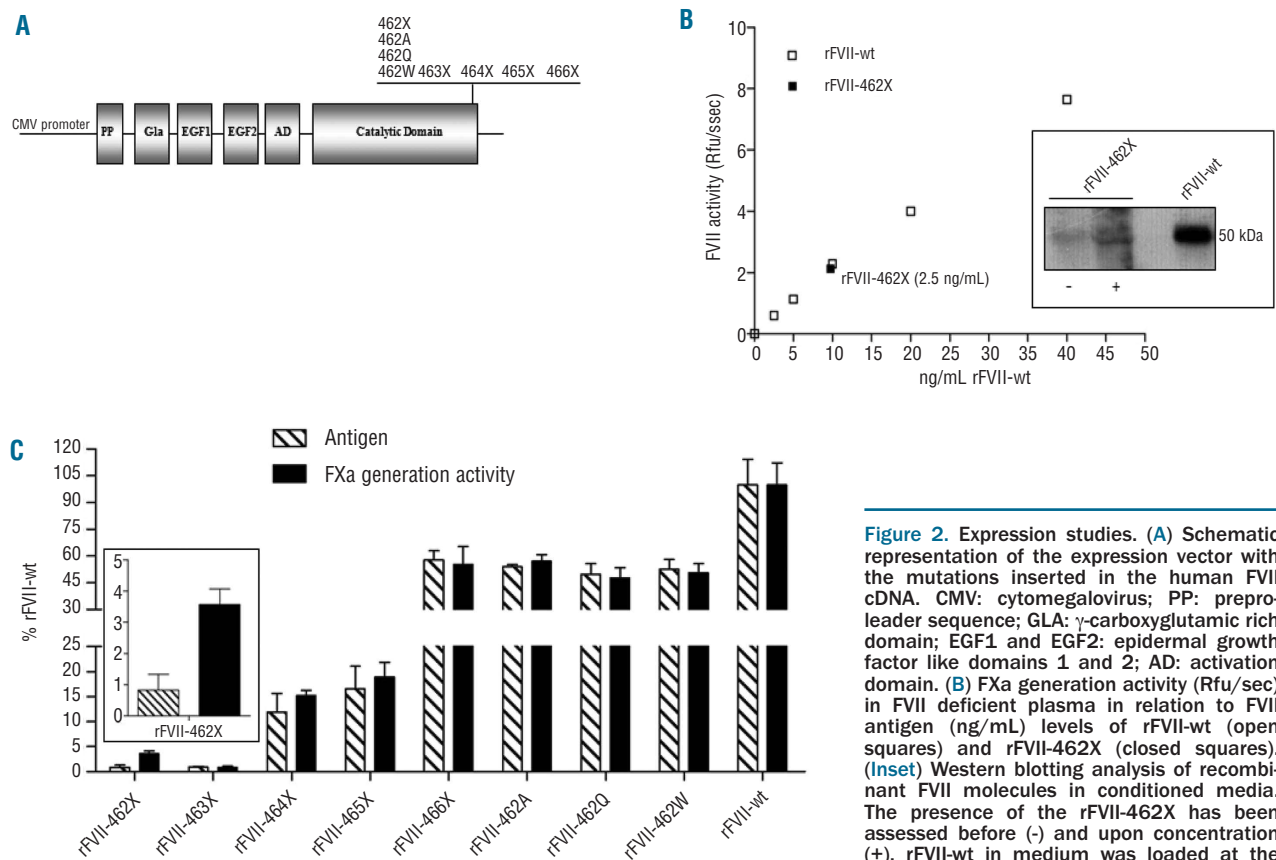 A
462X
462A
462Q
462W 463X 464X 465X 466X
CMV promoter
PP
Gla
EGF1
EGF2
AD
Catalytic Domain
B
10
8
6
4
2
0
FVII activity (Rfu/ssec)
rFVII-wt
rFVII-462X
rFVII-462X (2.5 ng/mL)
0 5 10 15 20 25 30 35 40 45 50
ng/mL rFVII-wt
rFVII-462X
rFVII-wt
50 kDa
- +
C
Antigen
FXa generation activity
120
105
90
75
60
45
30
25
20
15
10
5
0
% rFVII-wt
5
4
3
2
1
0
rFVII-462X
rFVII-462X
rFVII-463X
rFVII-464X
rFVII-465X
rFVII-466X
rFVII-462A
rFVII-462Q
rFVII-462W
rFVII-wt
Figure 2. Expression studies. (A) Schematic
representation of the expression vector with
the mutations inserted in the human FVII
cDNA. CMV: cytomegalovirus; PP: prepro-
leader sequence; GLA: γ-carboxyglutamic rich
domain; EGF1 and EGF2: epidermal growth
factor like domains 1 and 2; AD: activation
domain. (B) FXa generation activity (Rfu/sec)
in FVII deficient plasma in relation to FVII
antigen (ng/mL) levels of rFVII-wt (open
squares) and rFVII-462X (closed squares).
(Inset) Western blotting analysis of recombi-
nant FVII molecules in conditioned media.
The presence of the rFVII-462X has been
assessed before (-) and upon concentration
(+). rFVII-wt in medium was loaded at the